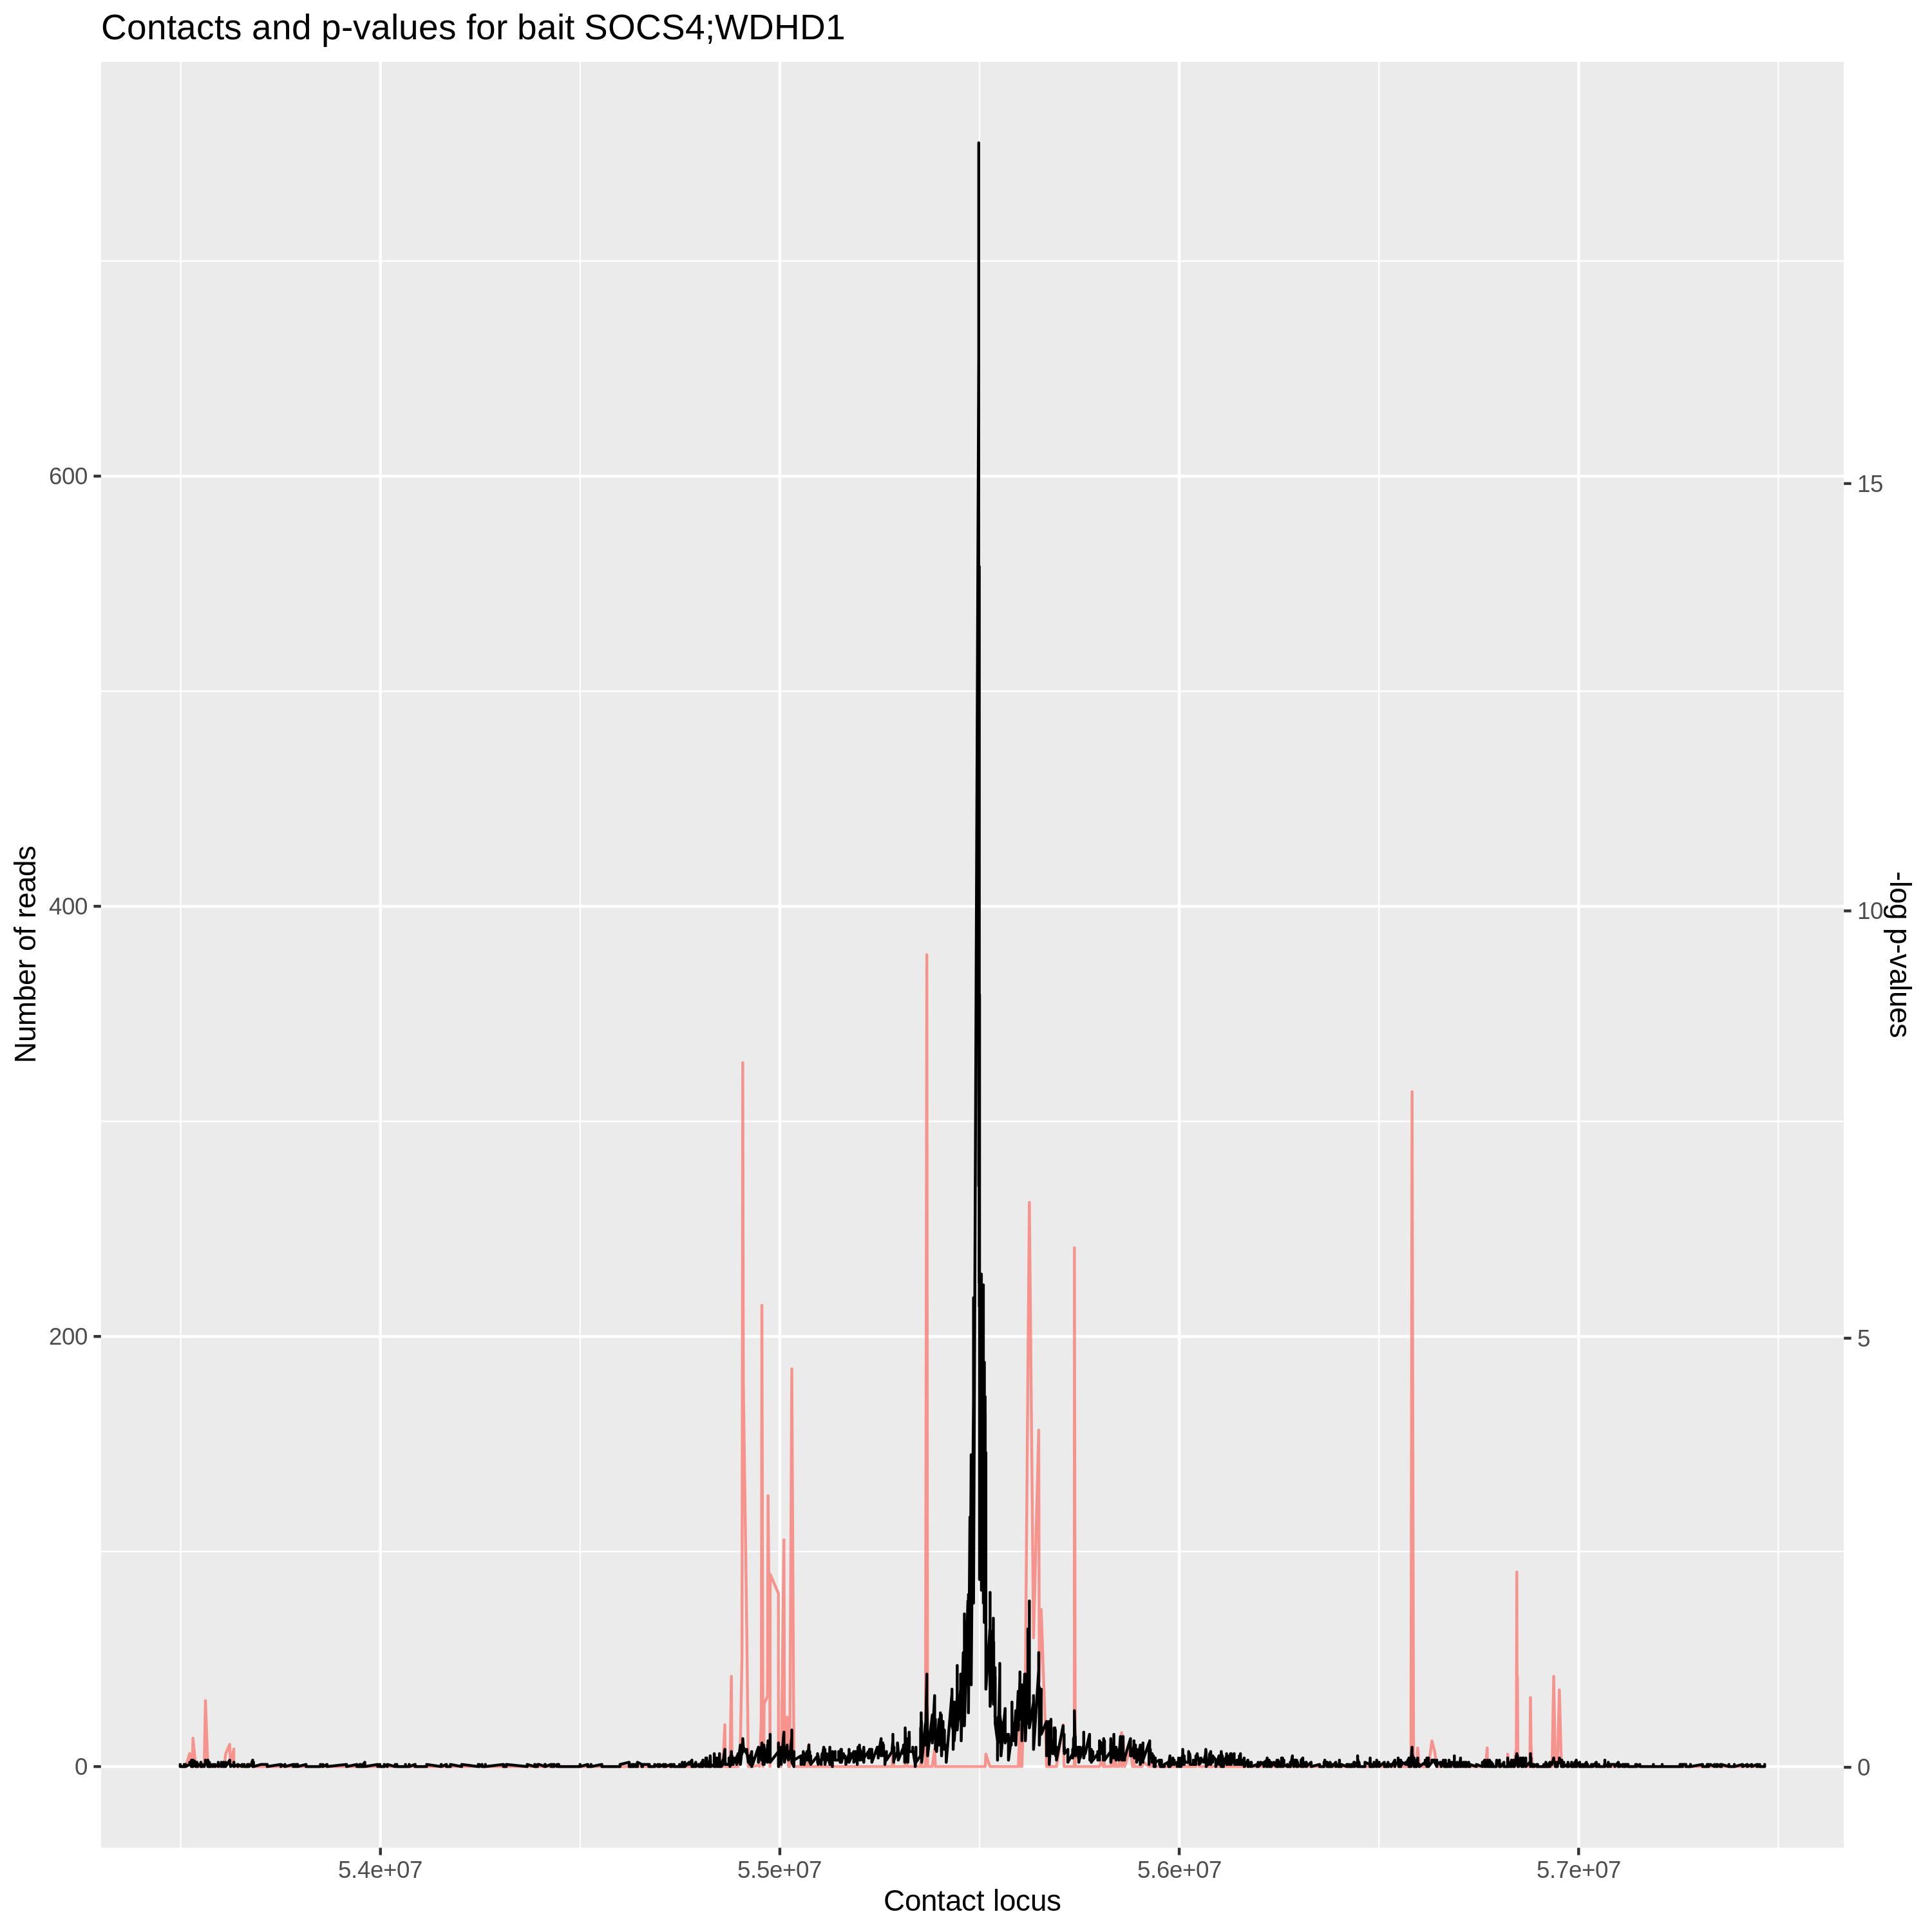 Contacts and p-values for bait SOCS4;WDHD1
600
400
200
0
Number of reads
15
10
5
0
-log p-values
5.4e+07
5.5e+07
5.6e+07
5.7e+07
Contact locus